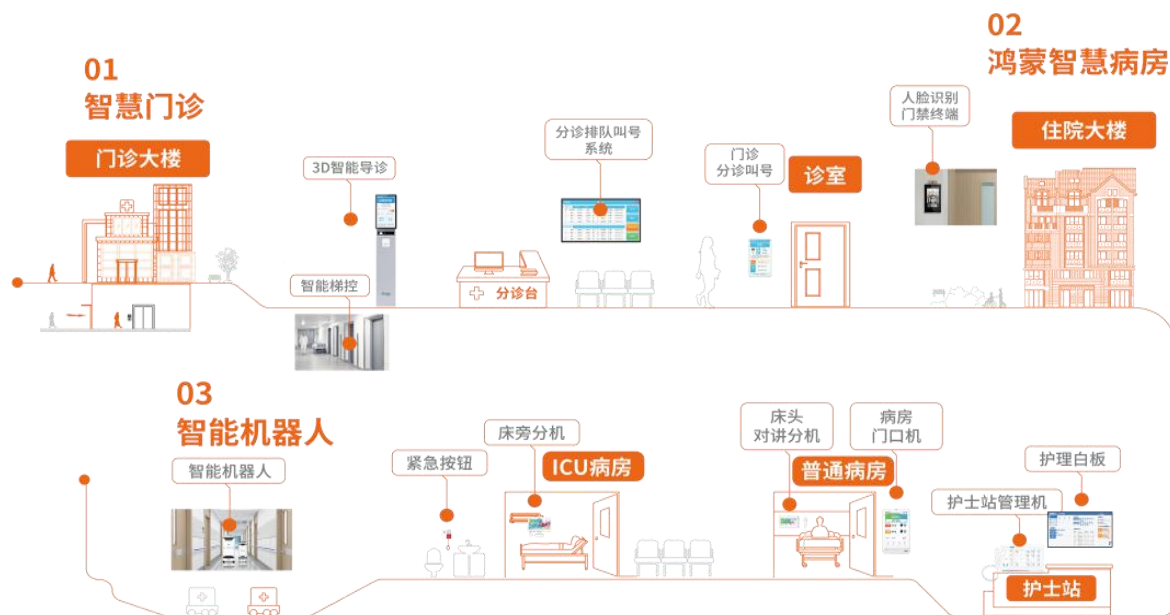 01
智慧门诊
门诊大楼
3D智能导诊
智能梯控
分诊排队叫号
系统
分诊台
门诊
分诊叫号
诊室
人脸识别
门禁终端
02
鸿蒙智慧病房
住院大楼
03
智能机器人
智能机器人
紧急按钮
床旁分机
ICU病房
床头
对讲分机
普通病房
病房
门口机
护士站管理机
护理白板
护士站